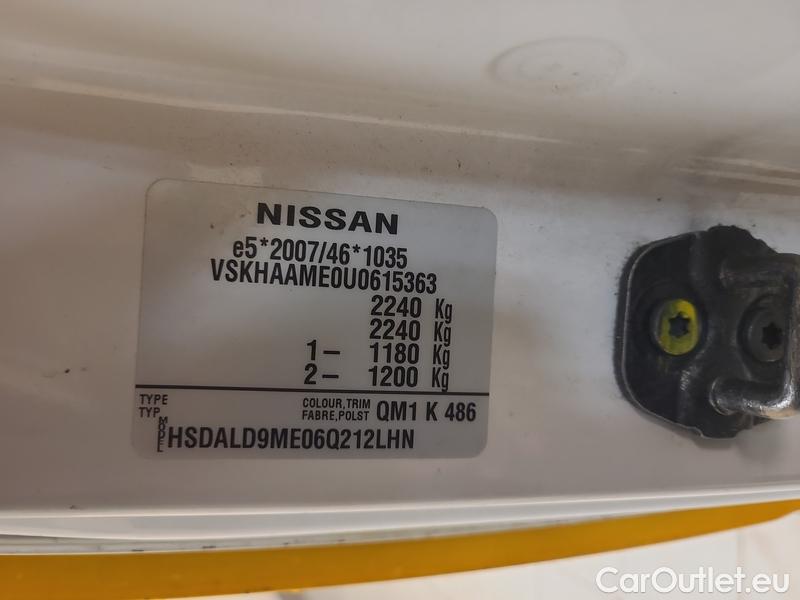 NISSAN
e5*2007/46*1035
VSKHAAME0U0615363
2240 Kg
2240 Kg
1- 1180 Kg
2- 1200 Kg
TYPE
TYP
COLOUR,TRIM
FABRE,POLST
QM1 K 486
MODEL HSDALD9ME06Q212LHN
CarOutlet.eu